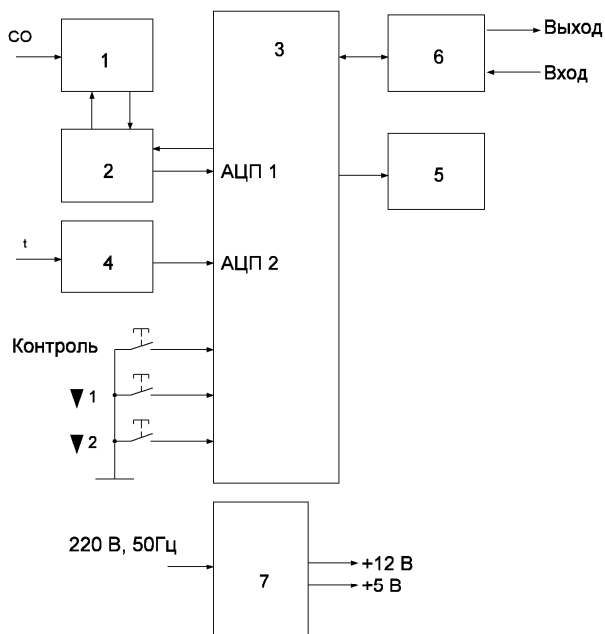 СО
1
3
6
Выход
Вход
2
АЦП 1
5
t
4
АЦП 2
Контроль
1
2
220 В, 50Гц
7
+12 В
+5 В